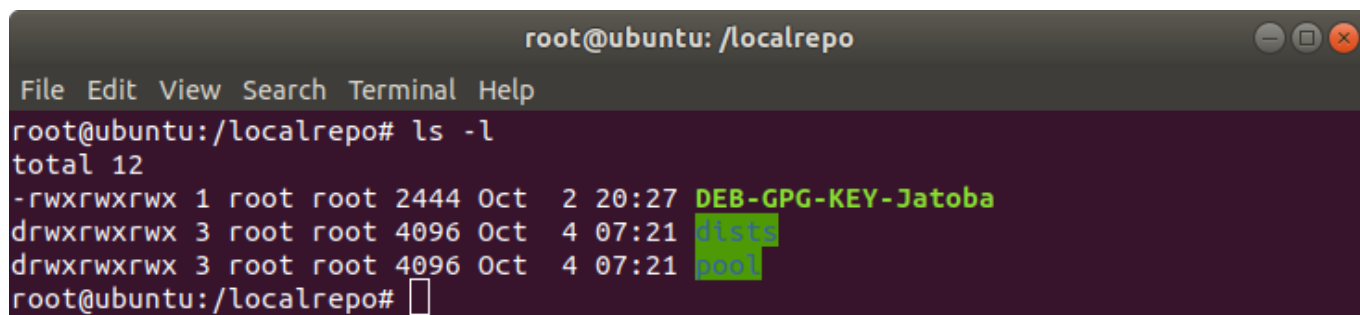 root@ubuntu: /localrepo
File Edit View Search Terminal Help
root@ubuntu:/localrepo# ls -l
total 12
-rwxrwxrwx 1 root root 2444 Oct  2 20:27 DEB-GPG-KEY-Jatoba
drwxrwxrwx 3 root root 4096 Oct  4 07:21 dists
drwxrwxrwx 3 root root 4096 Oct  4 07:21 pool
root@ubuntu:/localrepo#